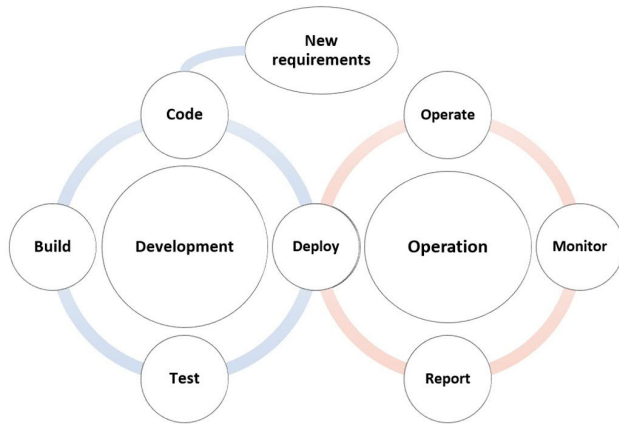 New
requirements
Code
Operate
Build
Development
Deploy
Operation
Monitor
Test
Report